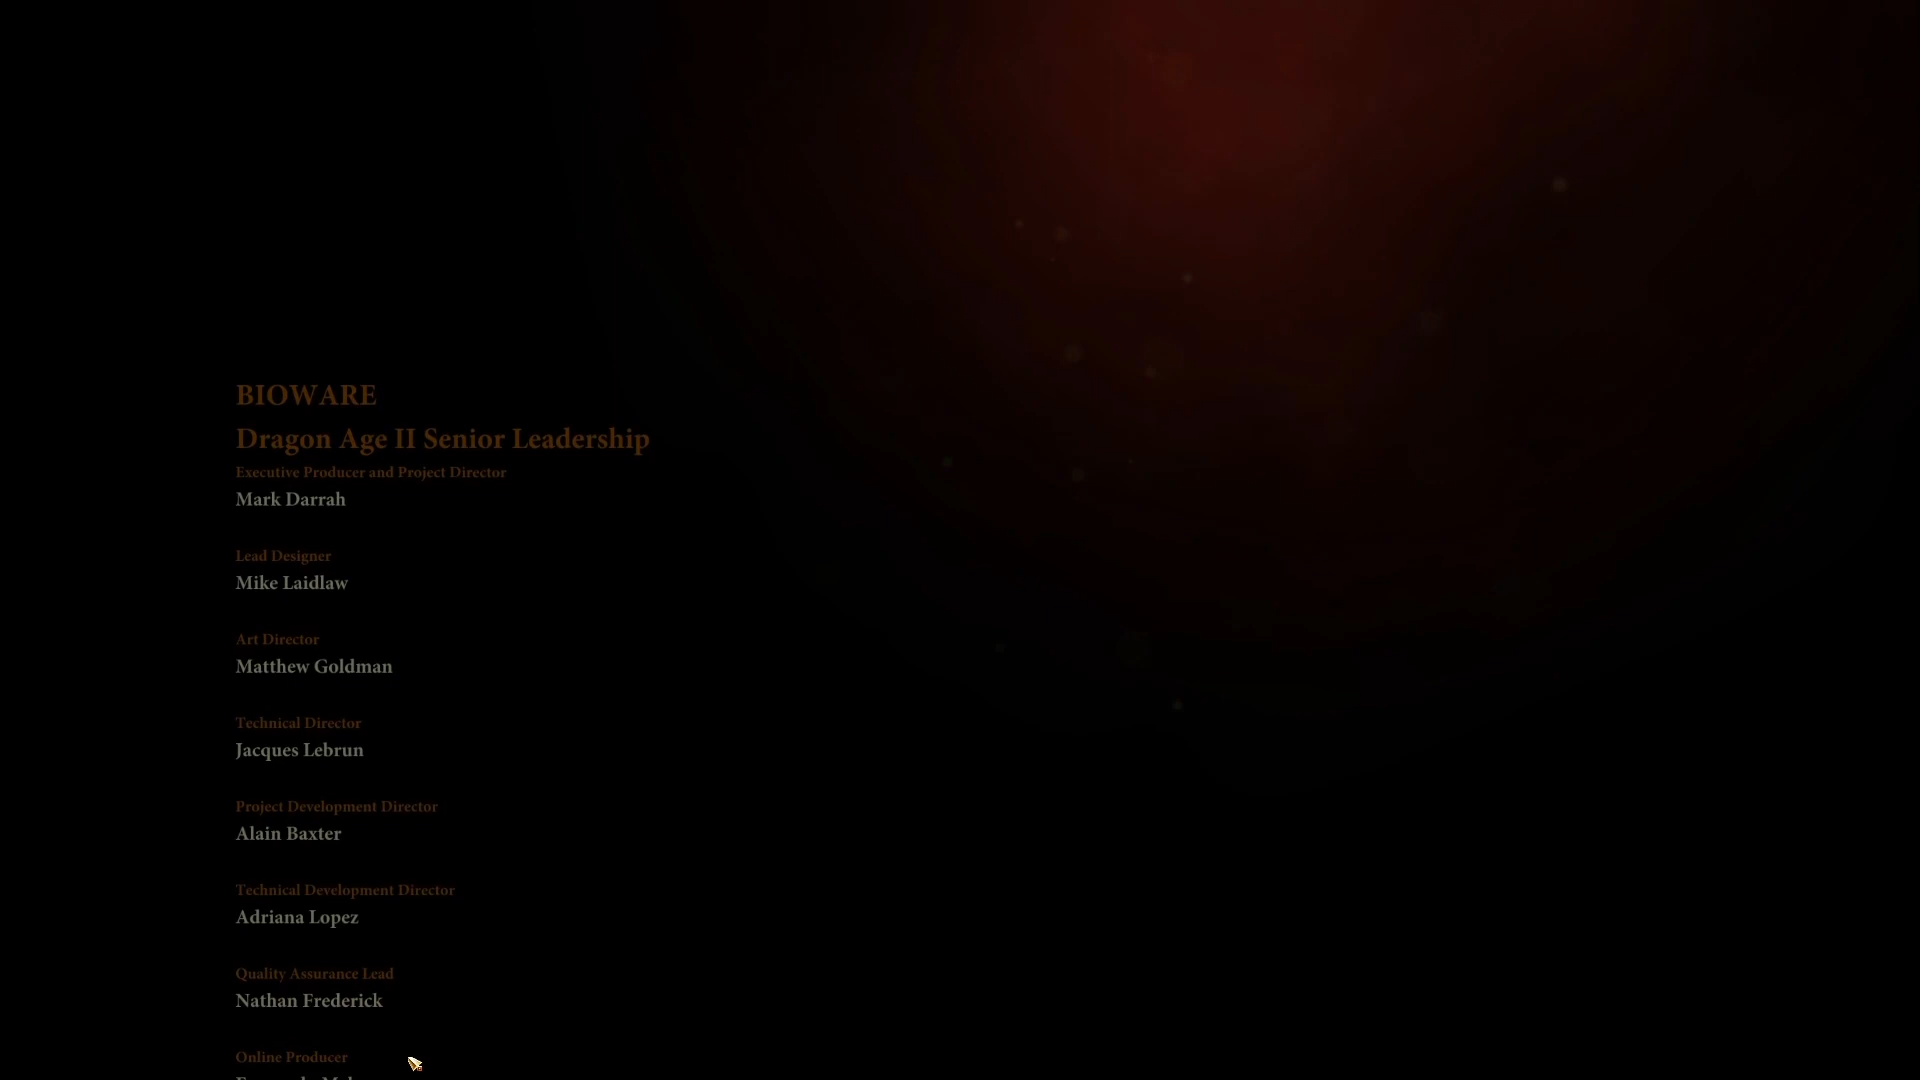 BIOWARE
Dragon Age II Senior Leadership
Executive Producer and Project Director
Mark Darrah
Lead Designer
Mike Laidlaw
Art Director
Matthew Goldman
Technical Director
Jacques Lebrun
Project Development Director
Alain Baxter
Technical Development Director
Adriana Lopez
Quality Assurance Lead
Nathan Frederick
Online Producer